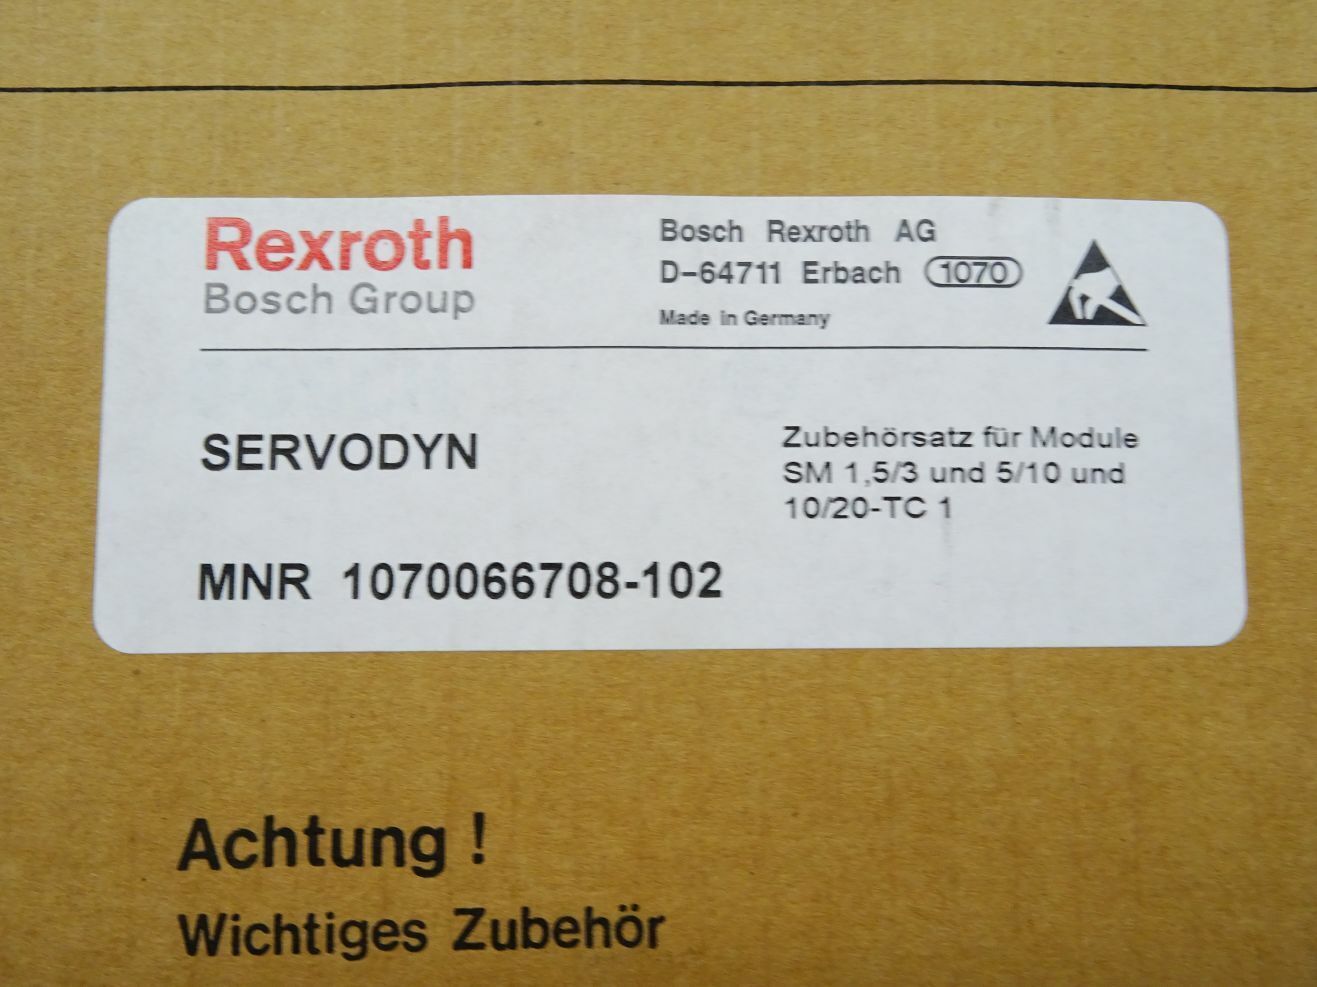 Rexroth
Bosch Group
Bosch Rexroth AG
D-64711 Erbach 1070
Made in Germany
SERVODYN
Zubehörsatz für Module
SM 1,5/3 und 5/10 und
10/20-TC 1
MNR 1070066708-102
Achtung !
Wichtiges Zubehör